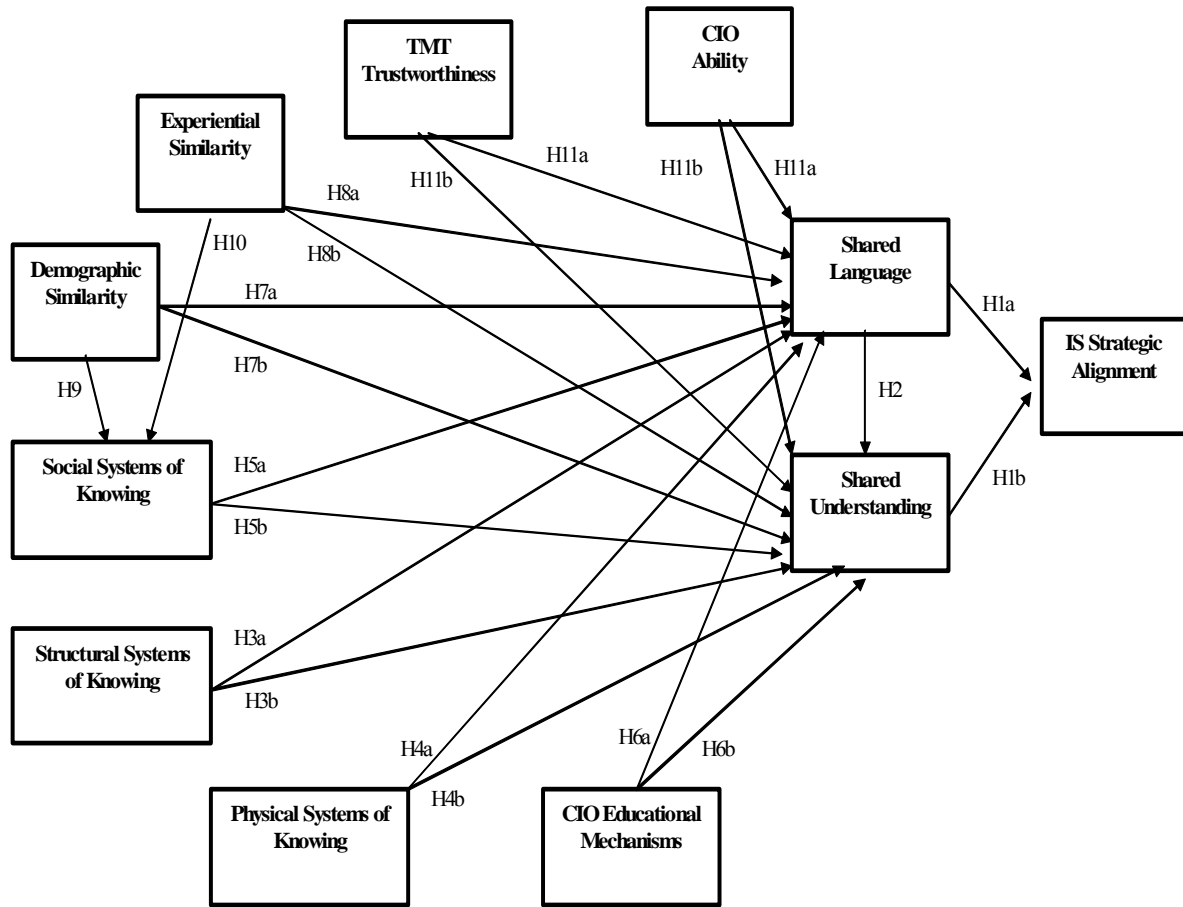 TMT
Trustworthiness
CIO
Ability
Experiential
Similarity
H11a
H11b
H11b
H11a
H8a
H10
H8b
Shared
Language
Demographic
Similarity
H7a
H1a
H7b
IS Strategic
Alignment
H9
H2
Social Systems of
Knowing
H5a
H5b
Shared
Understanding
H1b
Structural Systems
of Knowing
H3a
H3b
H4a
H4b
H6a
H6b
Physical Systems of
Knowing
CIO Educational
Mechanisms